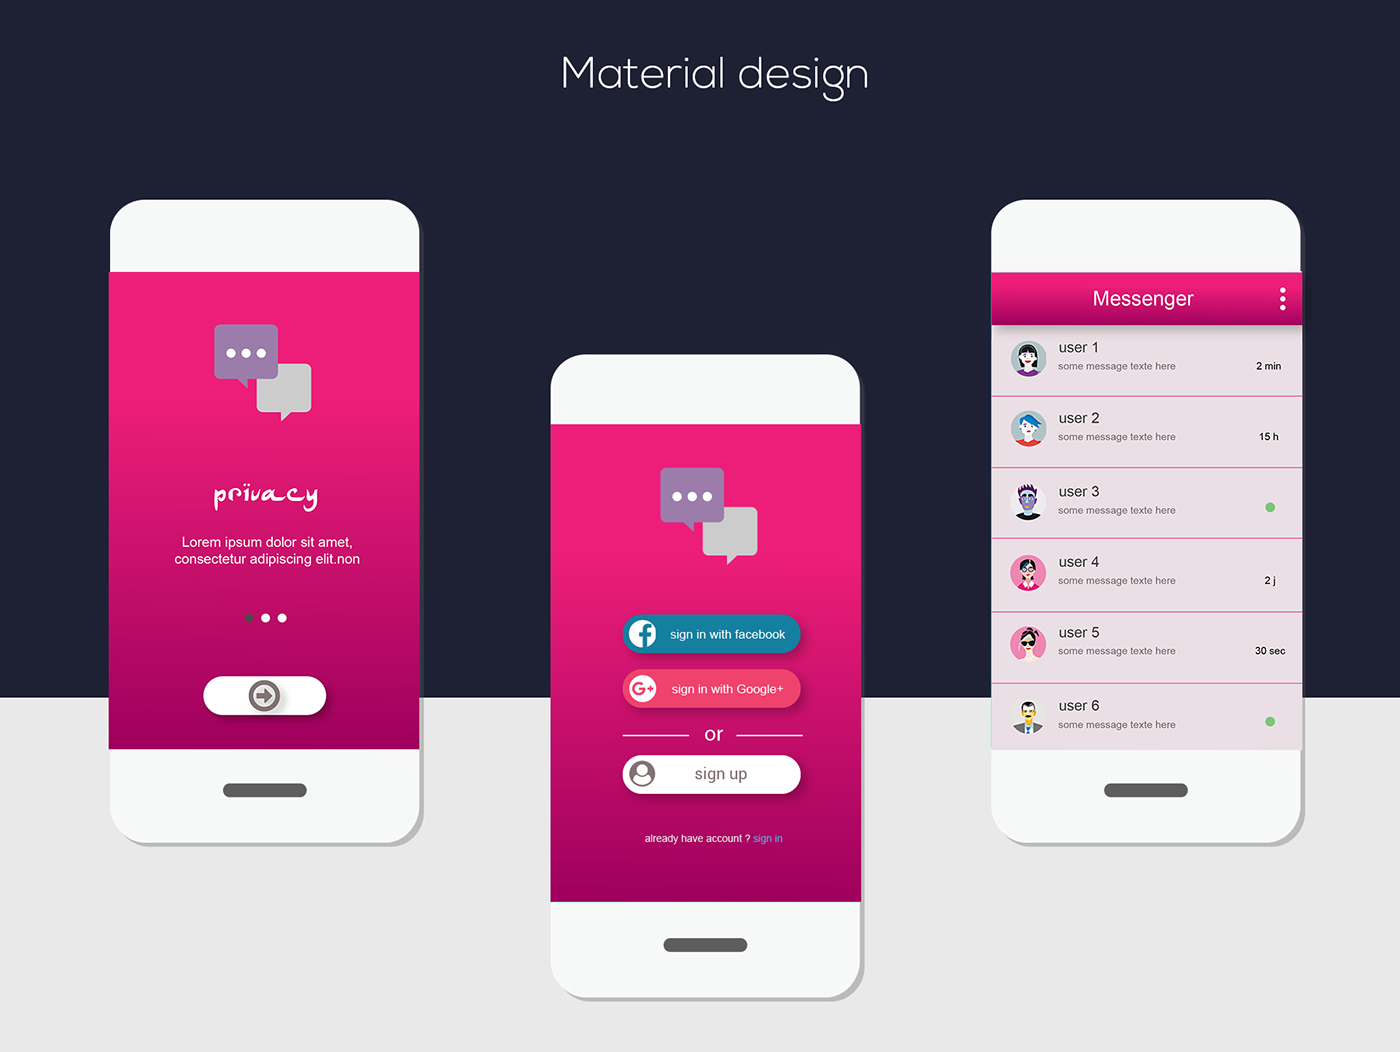 Material design
prïvacy
Lorem ipsum dolor sit amet,
consectetur adipiscing elit.non
sign in with facebook
G+ sign in with Google+
or
sign up
already have account ? sign in
Messenger
user 1
some message texte here
2 min
user 2
some message texte here
15 h
user 3
some message texte here
user 4
some message texte here
2 j
user 5
some message texte here
30 sec
user 6
some message texte here